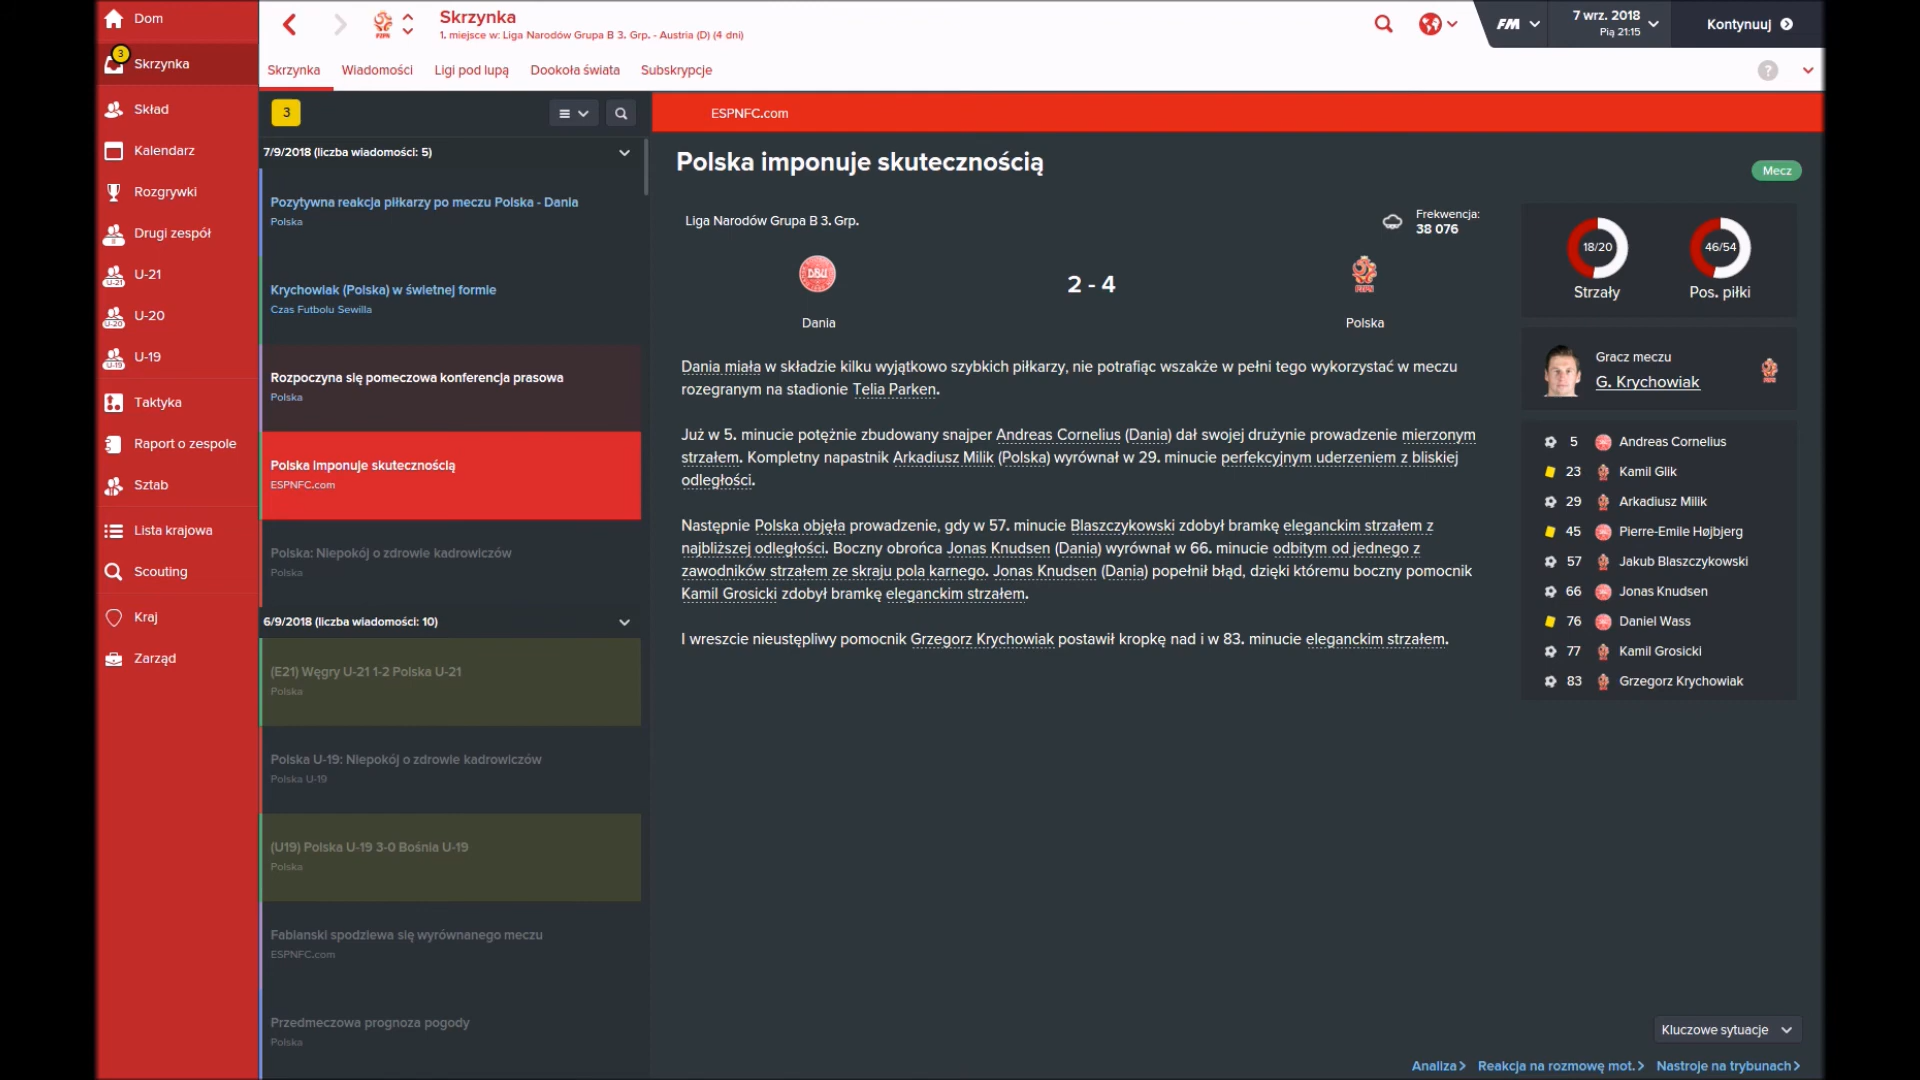 Dom
3
Skrzynka
Skład
Kalendarz
Rozgrywki
Drugi zespół
U-21
U-20
U-19
Taktyka
Raport o zespole
Sztab
Lista krajowa
Scouting
Kraj
Zarząd
Skrzynka
1. miejsce w: Liga Narodów Grupa B 3. Grp. - Austria (D) (4 dni)
FM
7 wrz. 2018
Pią 21:15
Kontynuuj
Skrzynka Wiadomości Ligi pod lupą Dookoła świata Subskrypcje
?
3
7/9/2018 (liczba wiadomości: 5)
Pozytywna reakcja piłkarzy po meczu Polska - Dania
Polska
Krychowiak (Polska) w świetnej formie
Czas Futbolu Sewilla
Rozpoczyna się pomeczowa konferencja prasowa
Polska
Polska imponuje skutecznością
ESPNFC.com
Polska: Niepokój o zdrowie kadrowiczów
Polska
6/9/2018 (liczba wiadomości: 10)
(E21) Węgry U-21 1-2 Polska U-21
Polska
Polska U-19: Niepokój o zdrowie kadrowiczów
Polska U-19
(U19) Polska U-19 3-0 Bośnia U-19
Polska
Fabianski spodziewa się wyrównanego meczu
ESPNFC.com
Przedmeczowa prognoza pogody
Polska
ESPNFC.com
Polska imponuje skutecznością
Mecz
Liga Narodów Grupa B 3. Grp.
Frekwencja:
38 076
DBU
2 - 4
Dania
Polska
Dania miała w składzie kilku wyjątkowo szybkich piłkarzy, nie potrafiąc wszakże w pełni tego wykorzystać w meczu
rozegranym na stadionie Telia Parken.
Już w 5. minucie potężnie zbudowany snajper Andreas Cornelius (Dania) dał swojej drużynie prowadzenie mierzonym
strzałem. Kompletny napastnik Arkadiusz Milik (Polska) wyrównał w 29. minucie perfekcyjnym uderzeniem z bliskiej
odległości.
Następnie Polska objęła prowadzenie, gdy w 57. minucie Blaszczykowski zdobył bramkę eleganckim strzałem z
najbliższej odległości. Boczny obrońca Jonas Knudsen (Dania) wyrównał w 66. minucie odbitym od jednego z
zawodników strzałem ze skraju pola karnego. Jonas Knudsen (Dania) popełnił błąd, dzięki któremu boczny pomocnik
Kamil Grosicki zdobył bramkę eleganckim strzałem.
I wreszcie nieustępliwy pomocnik Grzegorz Krychowiak postawił kropkę nad i w 83. minucie eleganckim strzałem.
18/20
Strzały
46/54
Pos. piłki
Gracz meczu
G. Krychowiak
5 Andreas Cornelius
23 Kamil Glik
29 Arkadiusz Milik
45 Pierre-Emile Højbjerg
57 Jakub Blaszczykowski
66 Jonas Knudsen
76 Daniel Wass
77 Kamil Grosicki
83 Grzegorz Krychowiak
Kluczowe sytuacje
Analiza> Reakcja na rozmowę mot.> Nastroje na trybunach>